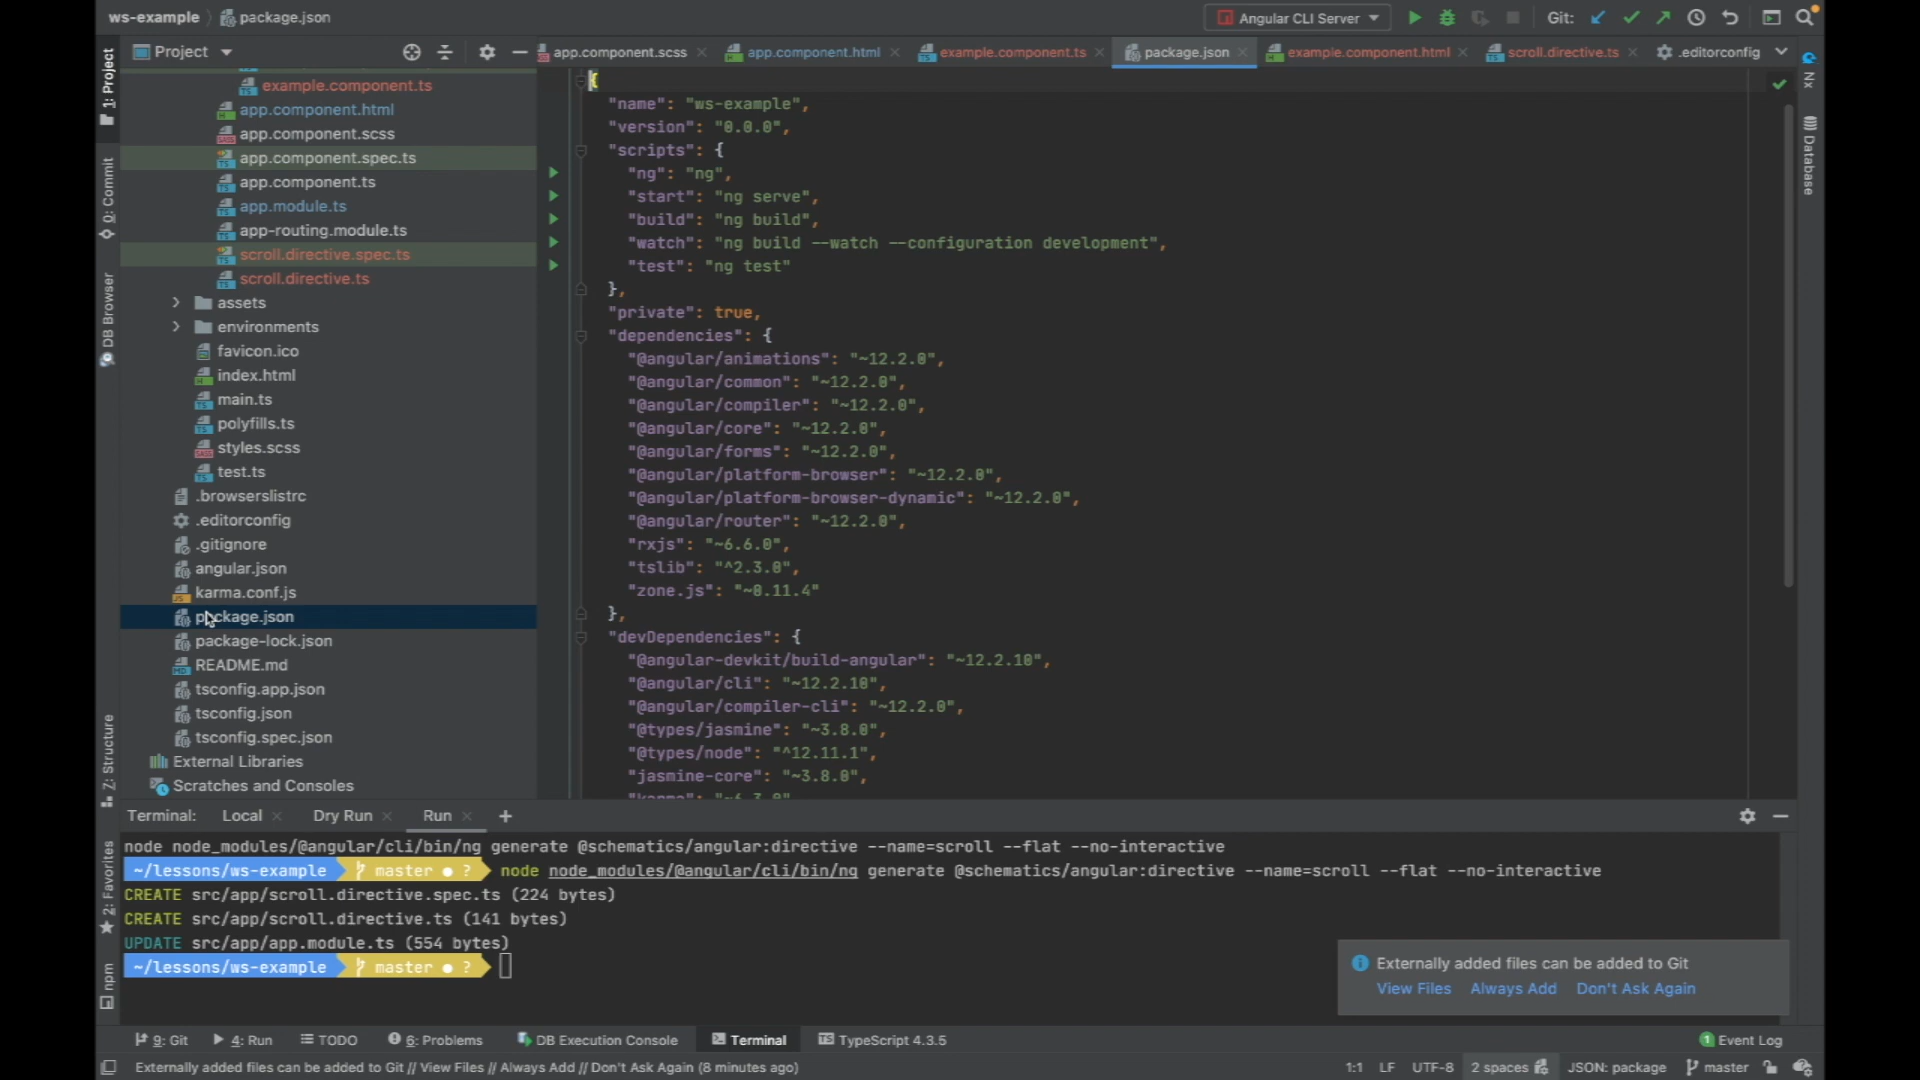 ws-example package.json
Angular CLI Server
Git:
1: Project
Project
app.component.scss
app.component.html
example.component.ts
package.json
example.component.html
scroll.directive.ts
.editorconfig
example.component.ts
app.component.html
app.component.scss
app.component.spec.ts
app.component.ts
app.module.ts
app-routing.module.ts
scroll.directive.spec.ts
scroll.directive.ts
assets
environments
favicon.ico
index.html
main.ts
polyfills.ts
styles.scss
test.ts
.browserslistrc
.editorconfig
.gitignore
angular.json
karma.conf.js
package.json
package-lock.json
README.md
tsconfig.app.json
tsconfig.json
tsconfig.spec.json
External Libraries
Scratches and Consoles
0: Commit
DB Browser
Z: Structure
2: Favorites
npm
Nx
Database
{
"name": "ws-example",
"version": "0.0.0",
"scripts": {
"ng": "ng",
"start": "ng serve",
"build": "ng build",
"watch": "ng build --watch --configuration development",
"test": "ng test"
},
"private": true,
"dependencies": {
"@angular/animations": "~12.2.0",
"@angular/common": "~12.2.0",
"@angular/compiler": "~12.2.0",
"@angular/core": "~12.2.0",
"@angular/forms": "~12.2.0",
"@angular/platform-browser": "~12.2.0",
"@angular/platform-browser-dynamic": "~12.2.0",
"@angular/router": "~12.2.0",
"rxjs": "~6.6.0",
"tslib": "^2.3.0",
"zone.js": "~0.11.4"
},
"devDependencies": {
"@angular-devkit/build-angular": "~12.2.10",
"@angular/cli": "~12.2.10",
"@angular/compiler-cli": "~12.2.0",
"@types/jasmine": "~3.8.0",
"@types/node": "^12.11.1",
"jasmine-core": "~3.8.0",
"karma": "~6.3.0",
Terminal: Local Dry Run Run
node node_modules/@angular/cli/bin/ng generate @schematics/angular:directive --name=scroll --flat --no-interactive
~/lessons/ws-example master ● ? node node_modules/@angular/cli/bin/ng generate @schematics/angular:directive --name=scroll --flat --no-interactive
CREATE src/app/scroll.directive.spec.ts (224 bytes)
CREATE src/app/scroll.directive.ts (141 bytes)
UPDATE src/app/app.module.ts (554 bytes)
~/lessons/ws-example master ● ?
Externally added files can be added to Git
View Files Always Add Don't Ask Again
9: Git 4: Run TODO 6: Problems DB Execution Console Terminal TypeScript 4.3.5 1 Event Log
Externally added files can be added to Git // View Files // Always Add // Don't Ask Again (8 minutes ago) 1:1 LF UTF-8 2 spaces JSON: package master